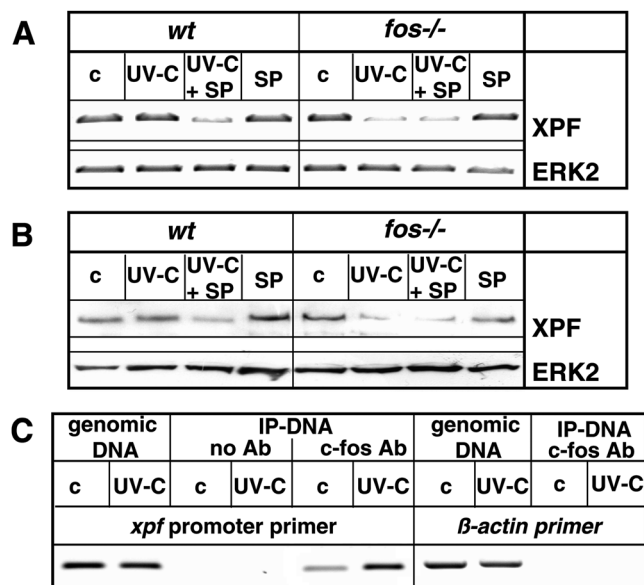 A
wt fos-/-
c UV-C UV-C + SP SP c UV-C UV-C + SP SP
XPF
ERK2
B
wt fos-/-
c UV-C UV-C + SP SP c UV-C UV-C + SP SP
XPF
ERK2
C
genomic DNA IP-DNA genomic DNA IP-DNA c-fos Ab
no Ab c-fos Ab
c UV-C c UV-C c UV-C c UV-C c UV-C
xpf promoter primer ß-actin primer